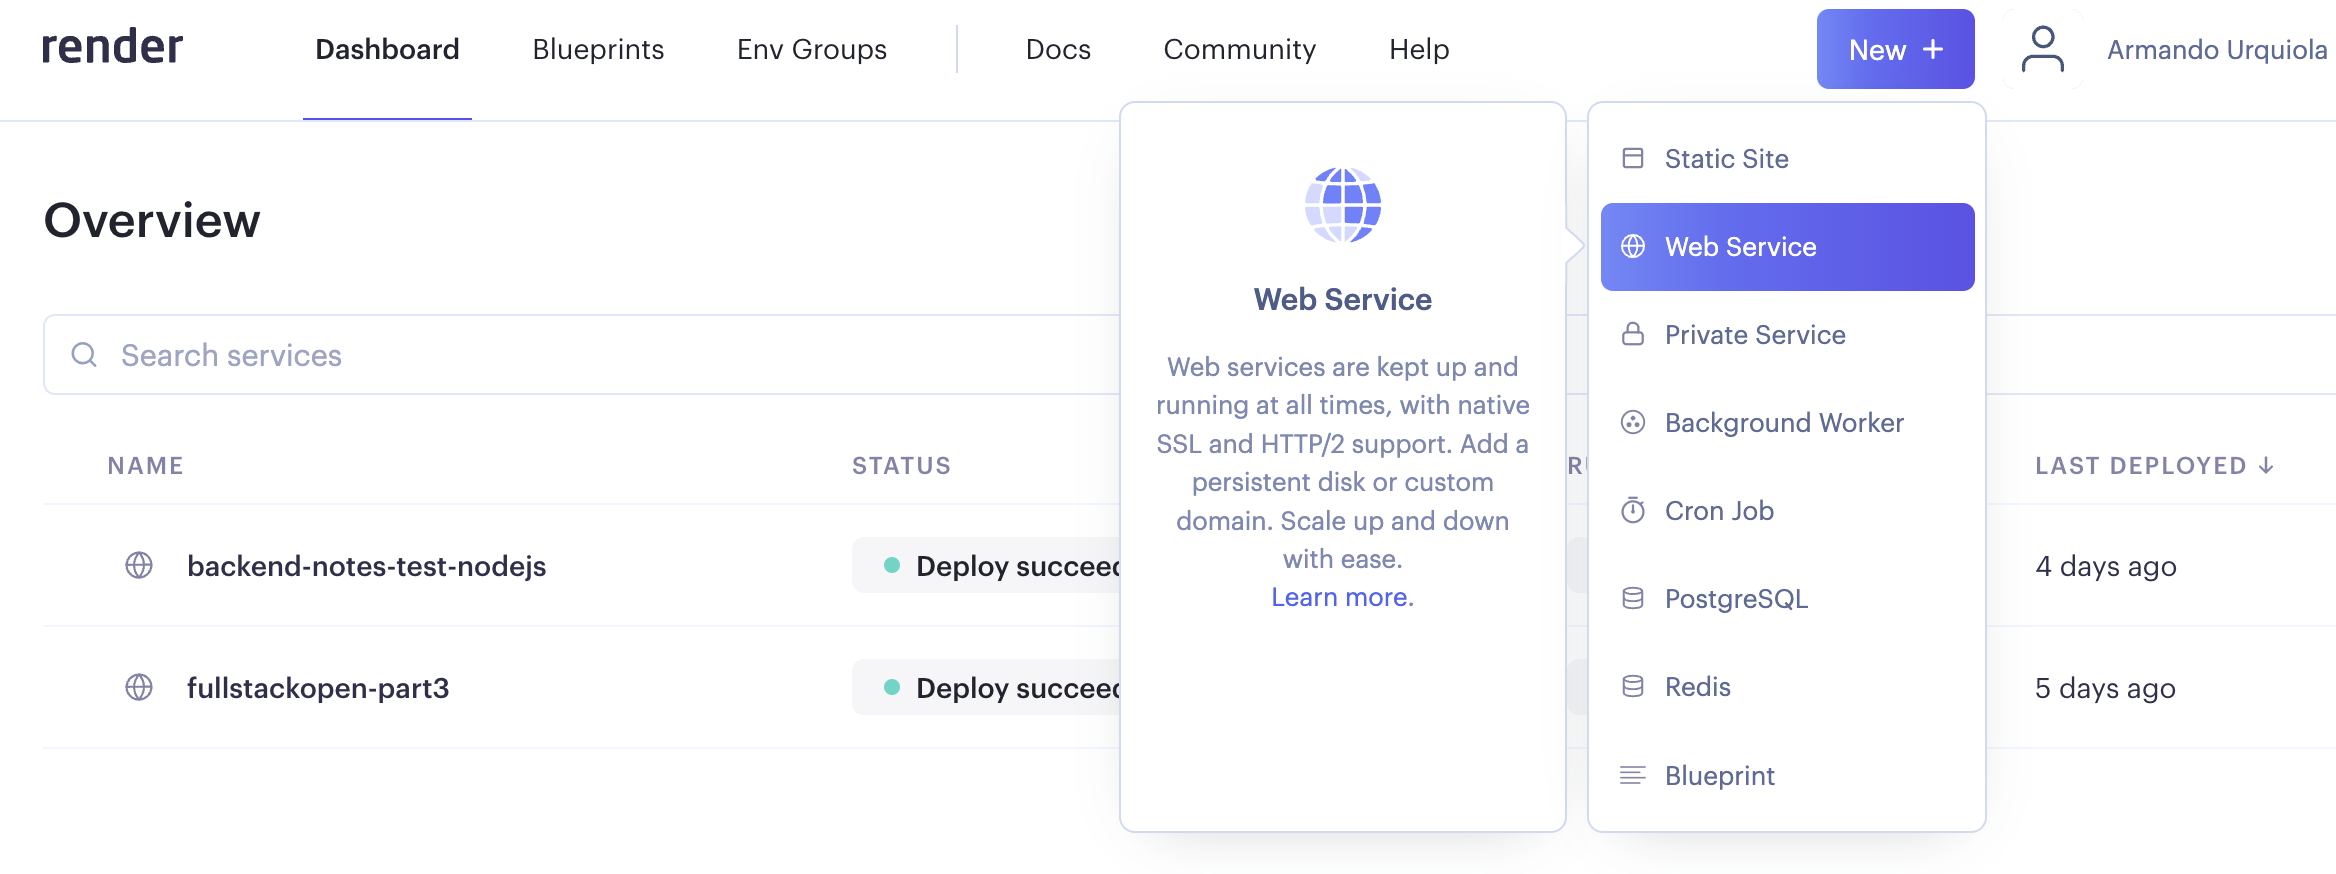 render
Dashboard
Blueprints
Env Groups
Docs
Community
Help
New +
Armando Urquiola
Overview
Search services
NAME
STATUS
LAST DEPLOYED ↓
backend-notes-test-nodejs
Deploy succeed
4 days ago
fullstackopen-part3
Deploy succeed
5 days ago
Web Service
Web services are kept up and
running at all times, with native
SSL and HTTP/2 support. Add a
persistent disk or custom
domain. Scale up and down
with ease.
Learn more.
Static Site
Web Service
Private Service
Background Worker
Cron Job
PostgreSQL
Redis
Blueprint